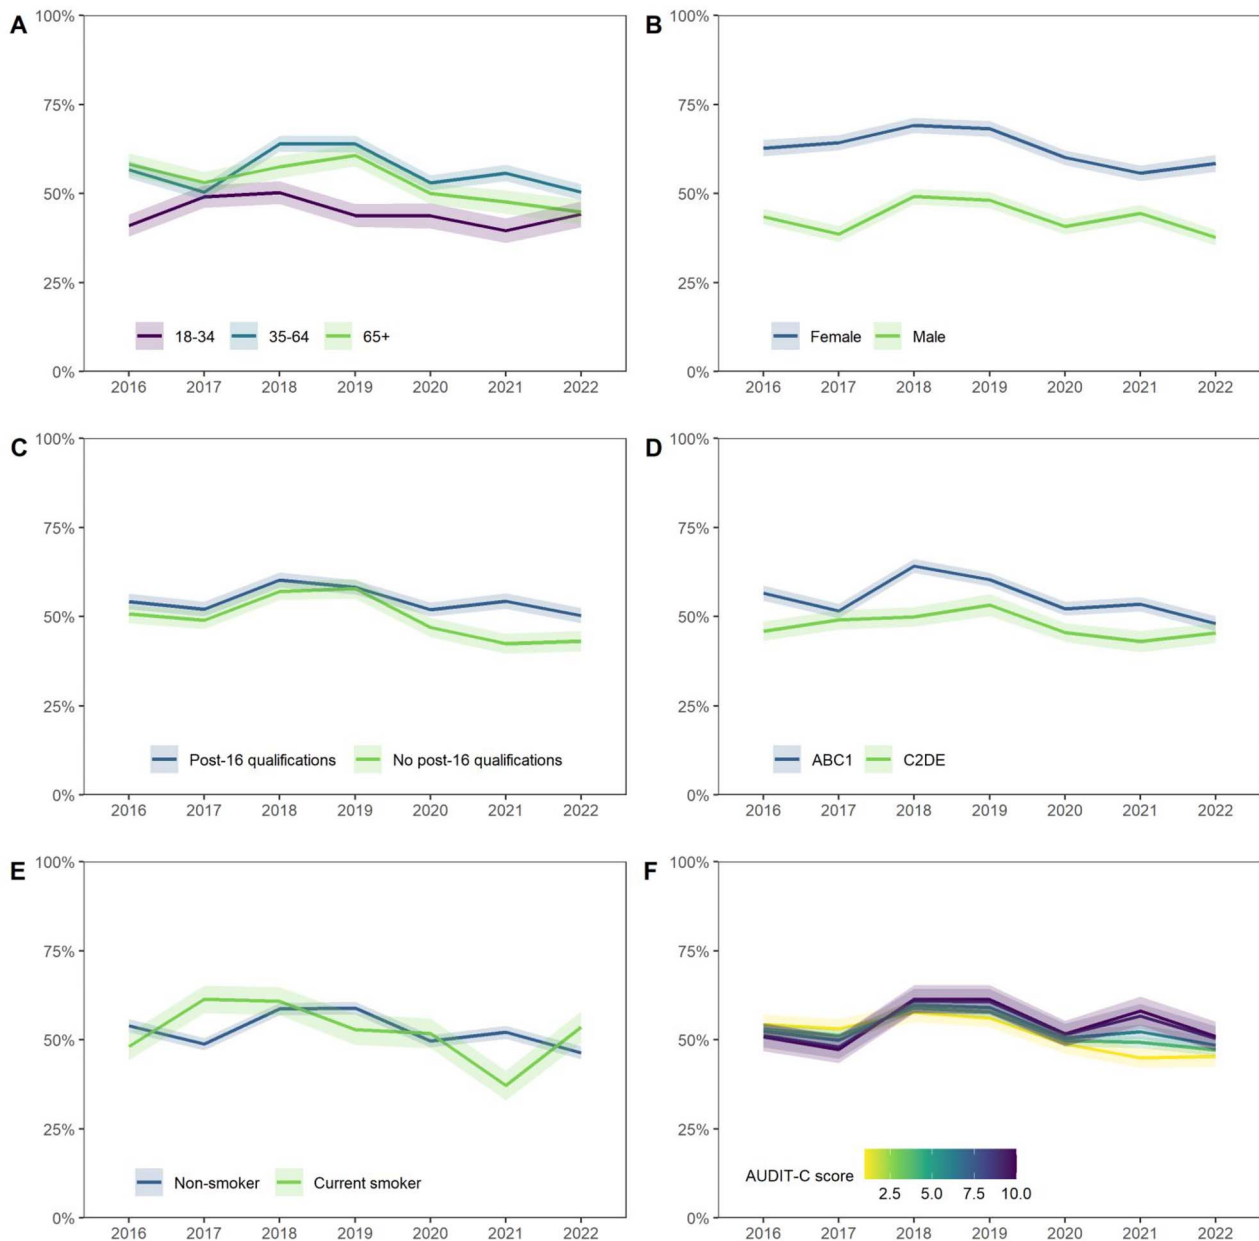 A
100%
75%
50%
25%
0%
18-34 35-64 65+
2016 2017 2018 2019 2020 2021 2022
B
100%
75%
50%
25%
0%
Female Male
2016 2017 2018 2019 2020 2021 2022
C
100%
75%
50%
25%
0%
Post-16 qualifications No post-16 qualifications
2016 2017 2018 2019 2020 2021 2022
D
100%
75%
50%
25%
0%
ABC1 C2DE
2016 2017 2018 2019 2020 2021 2022
E
100%
75%
50%
25%
0%
Non-smoker Current smoker
2016 2017 2018 2019 2020 2021 2022
F
100%
75%
50%
25%
0%
AUDIT-C score
2.5 5.0 7.5 10.0
2016 2017 2018 2019 2020 2021 2022